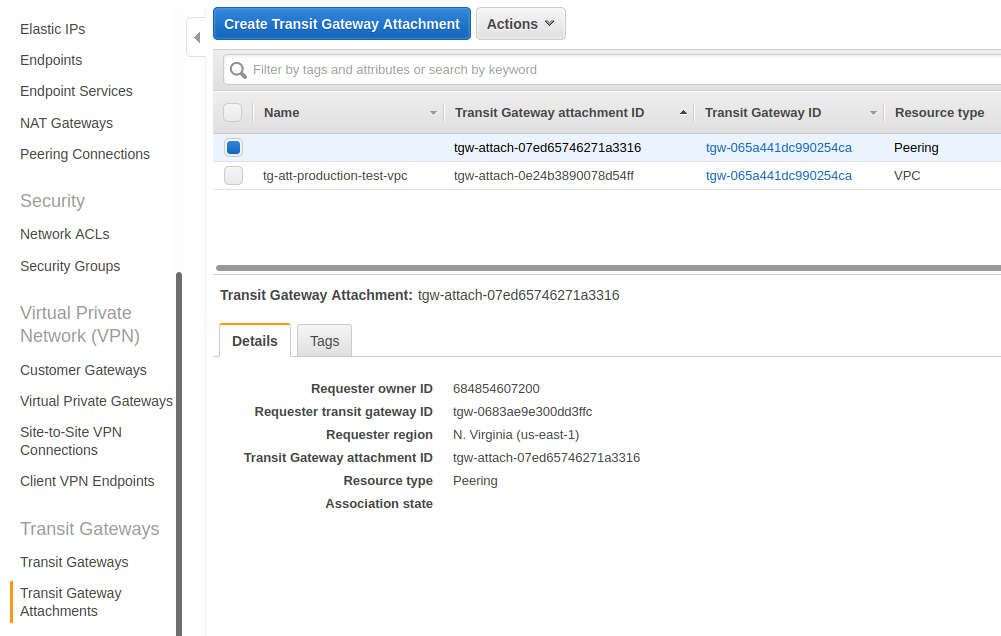 Elastic IPs
Endpoints
Endpoint Services
NAT Gateways
Peering Connections
Security
Network ACLs
Security Groups
Virtual Private
Network (VPN)
Customer Gateways
Virtual Private Gateways
Site-to-Site VPN
Connections
Client VPN Endpoints
Transit Gateways
Transit Gateways
Transit Gateway
Attachments
Create Transit Gateway Attachment Actions
Filter by tags and attributes or search by keyword
Name Transit Gateway attachment ID Transit Gateway ID Resource type
tgw-attach-07ed65746271a3316 tgw-065a441dc990254ca Peering
tg-att-production-test-vpc tgw-attach-0e24b3890078d54ff tgw-065a441dc990254ca VPC
Transit Gateway Attachment: tgw-attach-07ed65746271a3316
Details Tags
Requester owner ID 684854607200
Requester transit gateway ID tgw-0683ae9e300dd3ffc
Requester region N. Virginia (us-east-1)
Transit Gateway attachment ID tgw-attach-07ed65746271a3316
Resource type Peering
Association state